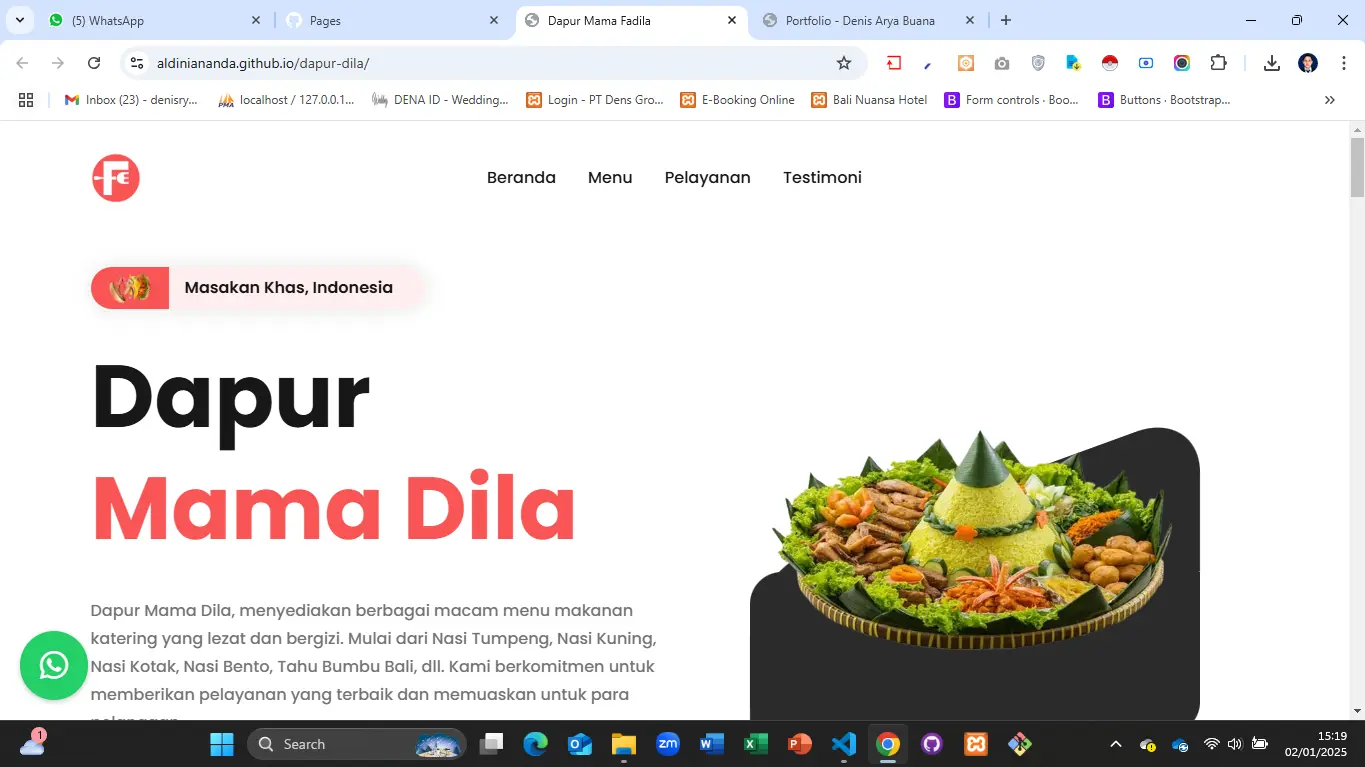 (5) WhatsApp
Pages
Dapur Mama Fadila
Portfolio - Denis Arya Buana
aldiniananda.github.io/dapur-dila/
Inbox (23) - denisry...
localhost / 127.0.0.1...
DENA ID - Wedding...
Login - PT Dens Gro...
E-Booking Online
Bali Nuansa Hotel
B
Form controls · Boo...
B
Buttons · Bootstrap...
Beranda
Menu
Pelayanan
Testimoni
Masakan Khas, Indonesia
Dapur
Mama Dila
Dapur Mama Dila, menyediakan berbagai macam menu makanan
katering yang lezat dan bergizi. Mulai dari Nasi Tumpeng, Nasi Kuning,
Nasi Kotak, Nasi Bento, Tahu Bumbu Bali, dll. Kami berkomitmen untuk
memberikan pelayanan yang terbaik dan memuaskan untuk para
1
Search
zm
15:19
02/01/2025